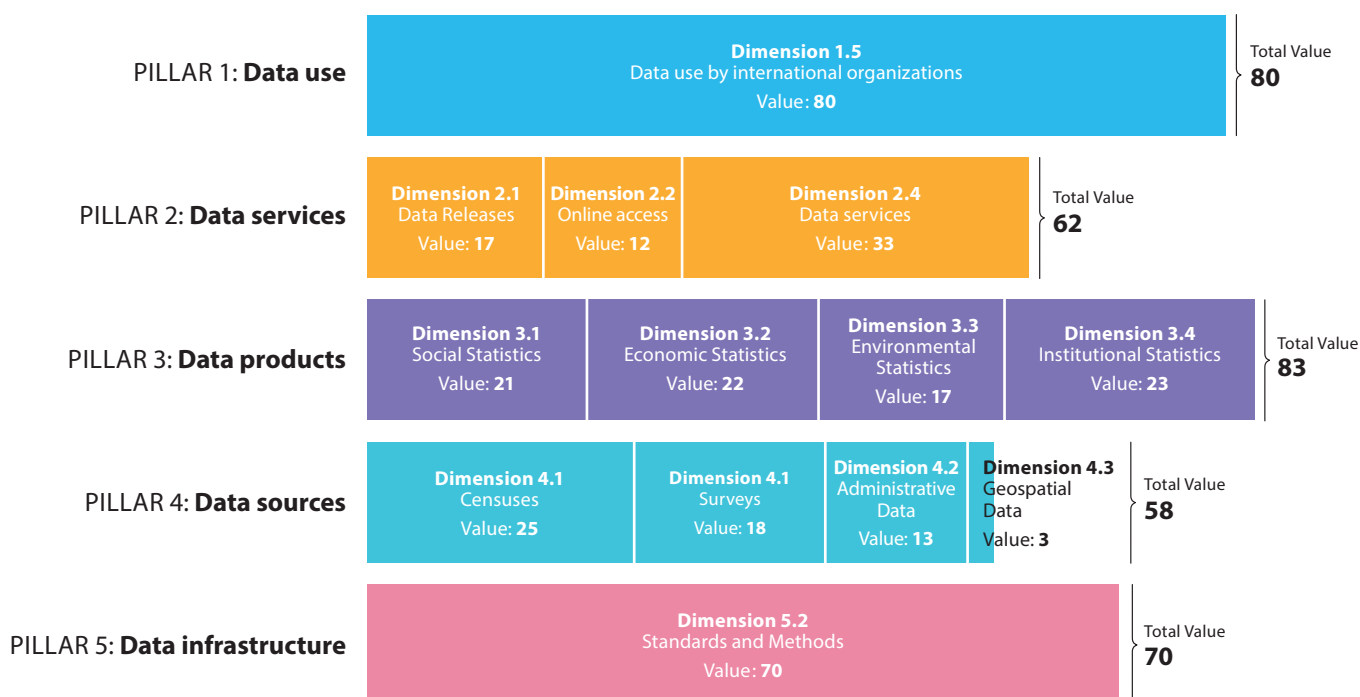 PILLAR 1: Data use
Dimension 1.5
Data use by international organizations
Value: 80
Total Value
80
PILLAR 2: Data services
Dimension 2.1
Data Releases
Value: 17
Dimension 2.2
Online access
Value: 12
Dimension 2.4
Data services
Value: 33
Total Value
62
PILLAR 3: Data products
Dimension 3.1
Social Statistics
Value: 21
Dimension 3.2
Economic Statistics
Value: 22
Dimension 3.3
Environmental
Statistics
Value: 17
Dimension 3.4
Institutional Statistics
Value: 23
Total Value
83
PILLAR 4: Data sources
Dimension 4.1
Censuses
Value: 25
Dimension 4.1
Surveys
Value: 18
Dimension 4.2
Administrative
Data
Value: 13
Dimension 4.3
Geospatial
Data
Value: 3
Total Value
58
PILLAR 5: Data infrastructure
Dimension 5.2
Standards and Methods
Value: 70
Total Value
70